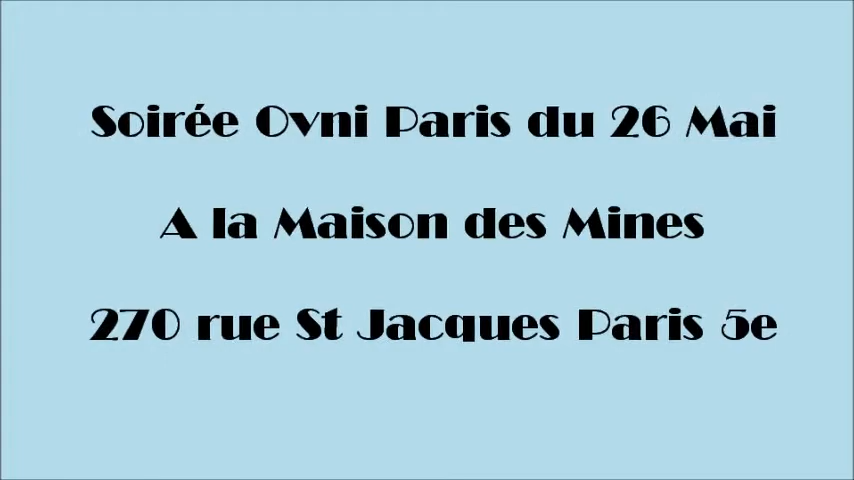 Soirée Ovni Paris du 26 Mai
A la Maison des Mines
270 rue St Jacques Paris 5e